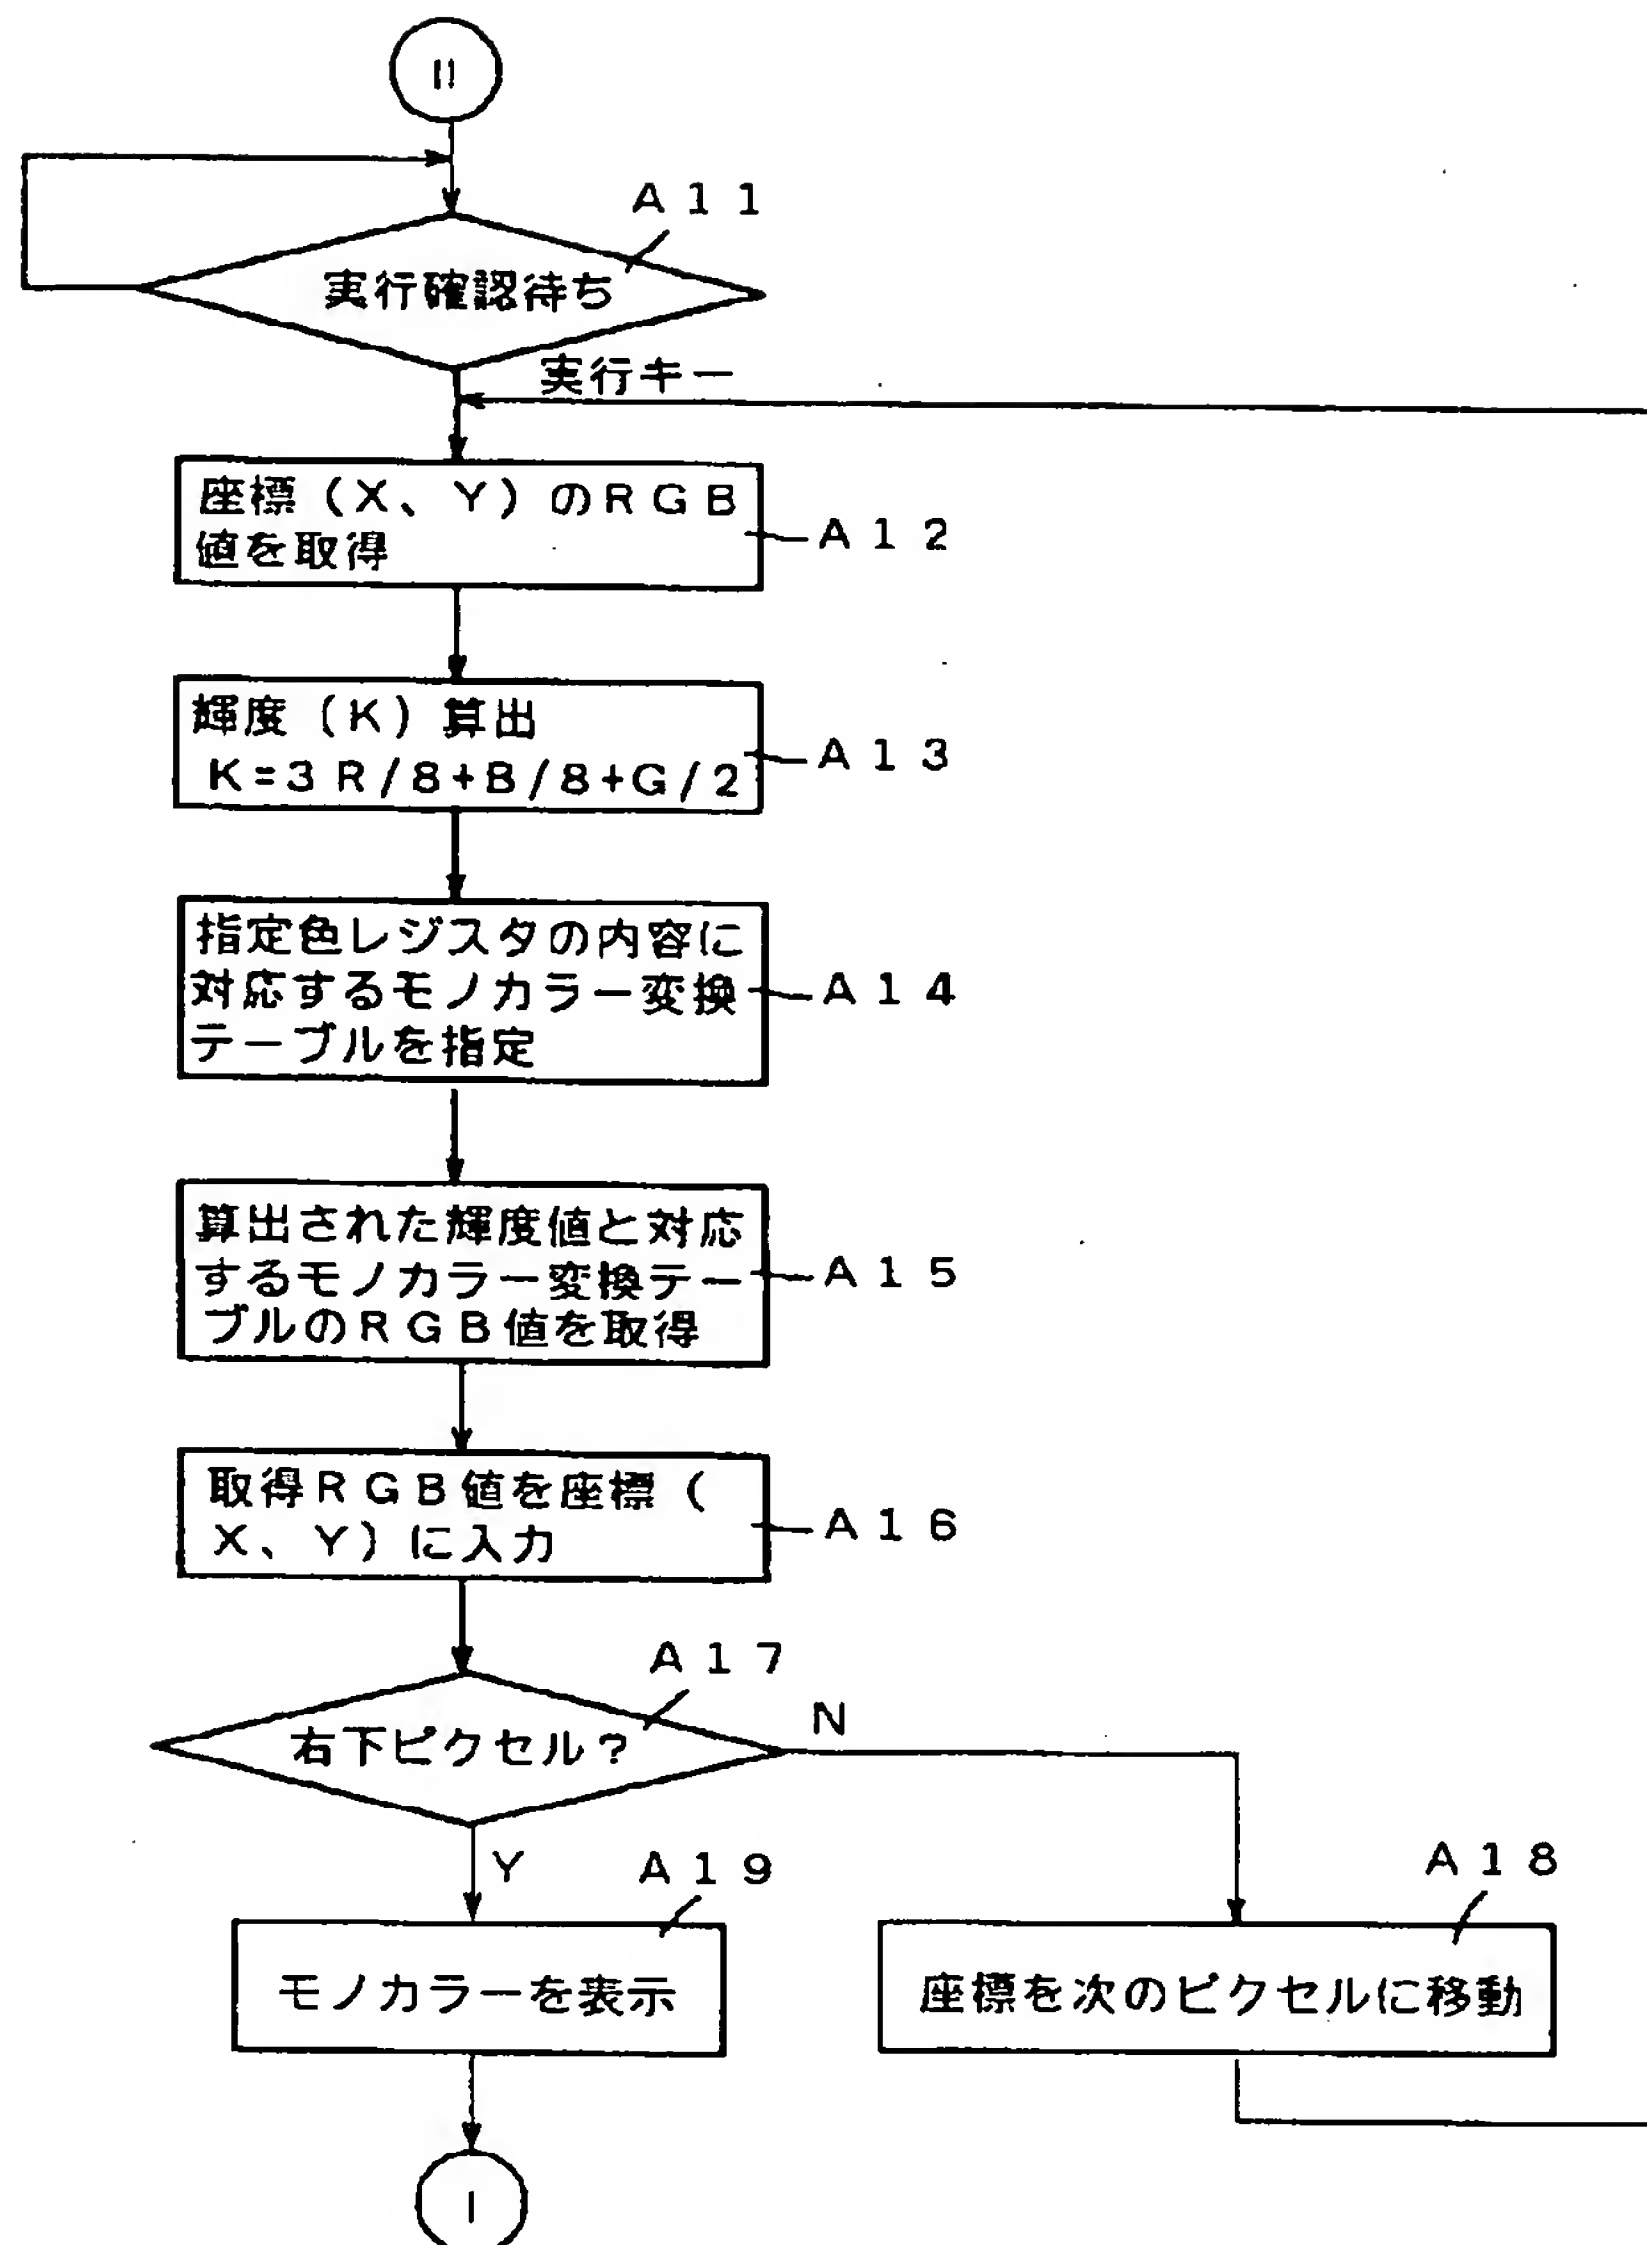 II
A11
実行確認待ち
実行キー
座標(X、Y)のRGB
値を取得
A12
輝度(K)算出
K=3R/8+B/8+G/2
A13
指定色レジスタの内容に
対応するモノカラー変換
テーブルを指定
A14
算出された輝度値と対応
するモノカラー変換テー
ブルのRGB値を取得
A15
取得RGB値を座標(
X、Y)に入力
A16
A17
右下ピクセル?
N
Y
A19
モノカラーを表示
A18
座標を次のピクセルに移動
I